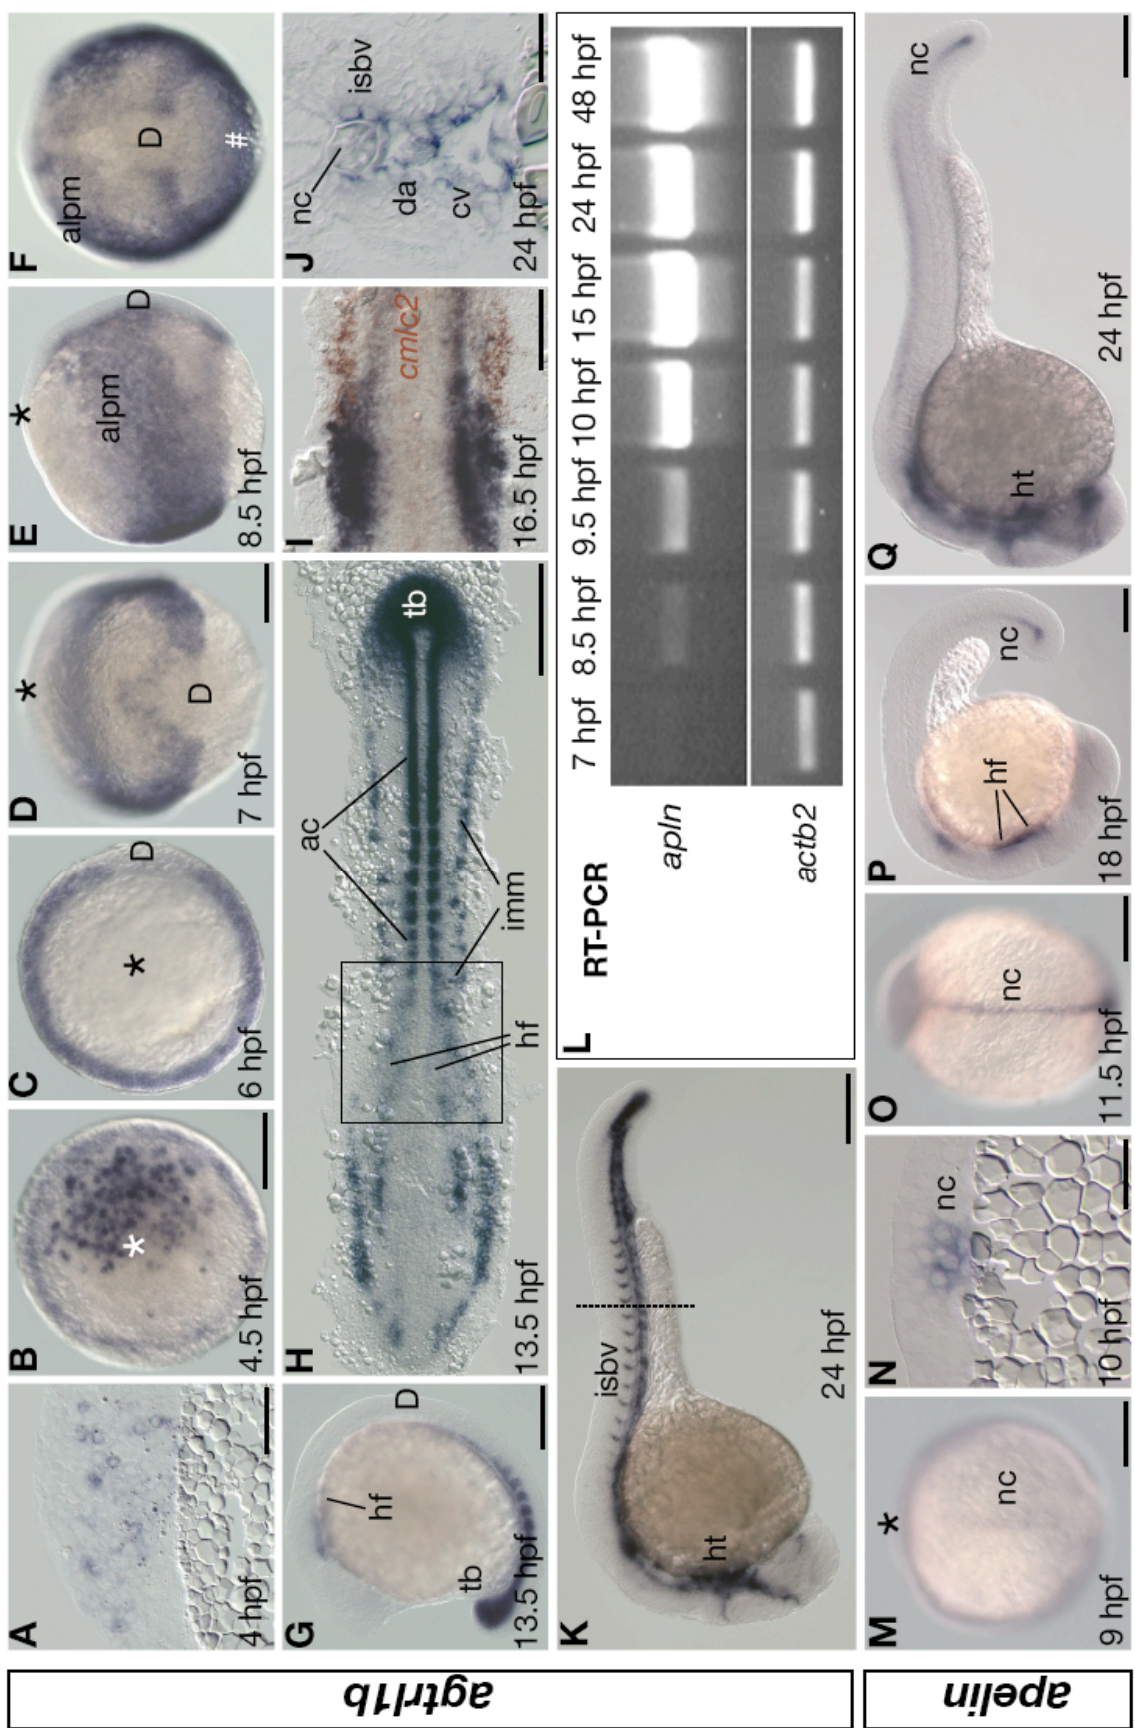 agtrl1b
A
4 hpf
B
*
4.5 hpf
C
*
D
6 hpf
D
*
D
7 hpf
E
*
alpm
D
8.5 hpf
F
alpm
D
#
G
hf
D
tb
13.5 hpf
H
ac
tb
hf
imm
13.5 hpf
I
cmlc2
16.5 hpf
J
nc
isbv
da
cv
24 hpf
K
isbv
ht
24 hpf
L
RT-PCR
7 hpf 8.5 hpf 9.5 hpf 10 hpf 15 hpf 24 hpf 48 hpf
apln
actb2
apelin
M
*
nc
9 hpf
N
nc
10 hpf
O
nc
11.5 hpf
P
hf
nc
18 hpf
Q
nc
ht
24 hpf